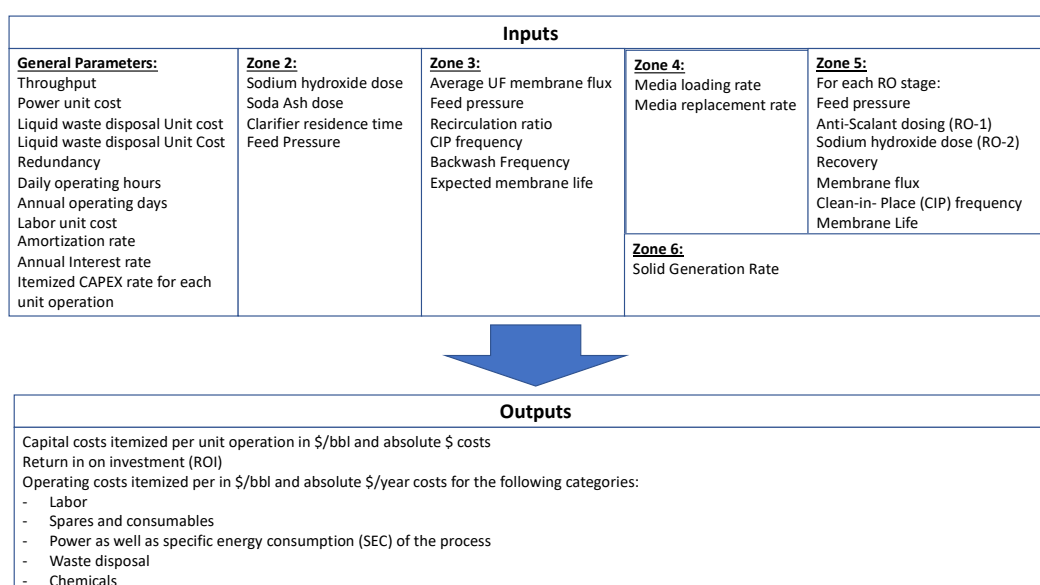 Inputs
General Parameters:
Throughput
Power unit cost
Liquid waste disposal Unit cost
Liquid waste disposal Unit Cost
Redundancy
Daily operating hours
Annual operating days
Labor unit cost
Amortization rate
Annual Interest rate
Itemized CAPEX rate for each
unit operation
Zone 2:
Sodium hydroxide dose
Soda Ash dose
Clarifier residence time
Feed Pressure
Zone 3:
Average UF membrane flux
Feed pressure
Recirculation ratio
CIP frequency
Backwash Frequency
Expected membrane life
Zone 4:
Media loading rate
Media replacement rate
Zone 5:
For each RO stage:
Feed pressure
Anti-Scalant dosing (RO-1)
Sodium hydroxide dose (RO-2)
Recovery
Membrane flux
Clean-in- Place (CIP) frequency
Membrane Life
Zone 6:
Solid Generation Rate
Outputs
Capital costs itemized per unit operation in $/bbl and absolute $ costs
Return in on investment (ROI)
Operating costs itemized per in $/bbl and absolute $/year costs for the following categories:
- Labor
- Spares and consumables
- Power as well as specific energy consumption (SEC) of the process
- Waste disposal
- Chemicals